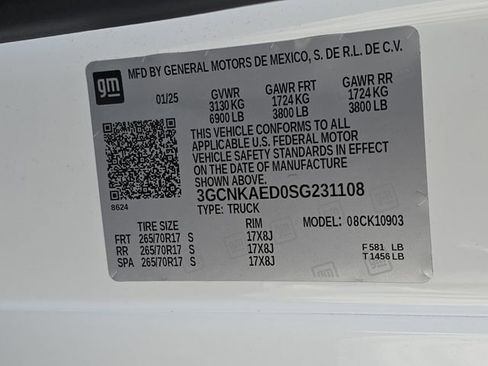 gm
MFD BY GENERAL MOTORS DE MEXICO, S. DE R.L. DE C.V.
01/25 GVWR GAWR FRT GAWR RR
3130 KG 1724 KG 1724 KG
6900 LB 3800 LB 3800 LB
THIS VEHICLE CONFORMS TO ALL
APPLICABLE U.S. FEDERAL MOTOR
VEHICLE SAFETY STANDARDS IN EFFECT
ON THE DATE OF MANUFACTURE
SHOWN ABOVE.
3GCNKAED0SG231108
8624
TYPE: TRUCK
TIRE SIZE RIM MODEL: 08CK10903
FRT 265/70R17 S 17X8J
RR 265/70R17 S 17X8J
SPA 265/70R17 S 17X8J
F 581 LB
T 1456 LB